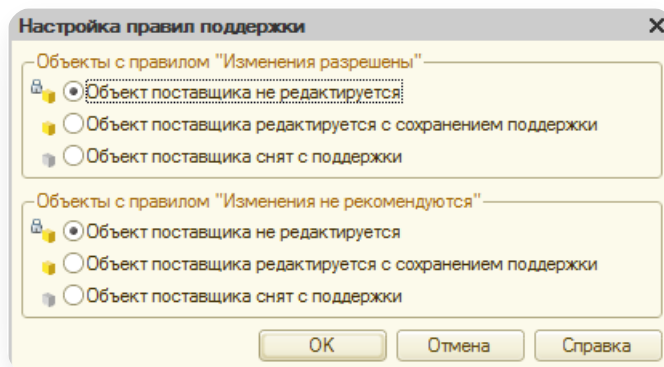 Настройка правил поддержки
Объекты с правилом "Изменения разрешены"
Объект поставщика не редактируется
Объект поставщика редактируется с сохранением поддержки
Объект поставщика снят с поддержки
Объекты с правилом "Изменения не рекомендуются"
Объект поставщика не редактируется
Объект поставщика редактируется с сохранением поддержки
Объект поставщика снят с поддержки
OK Отмена Справка